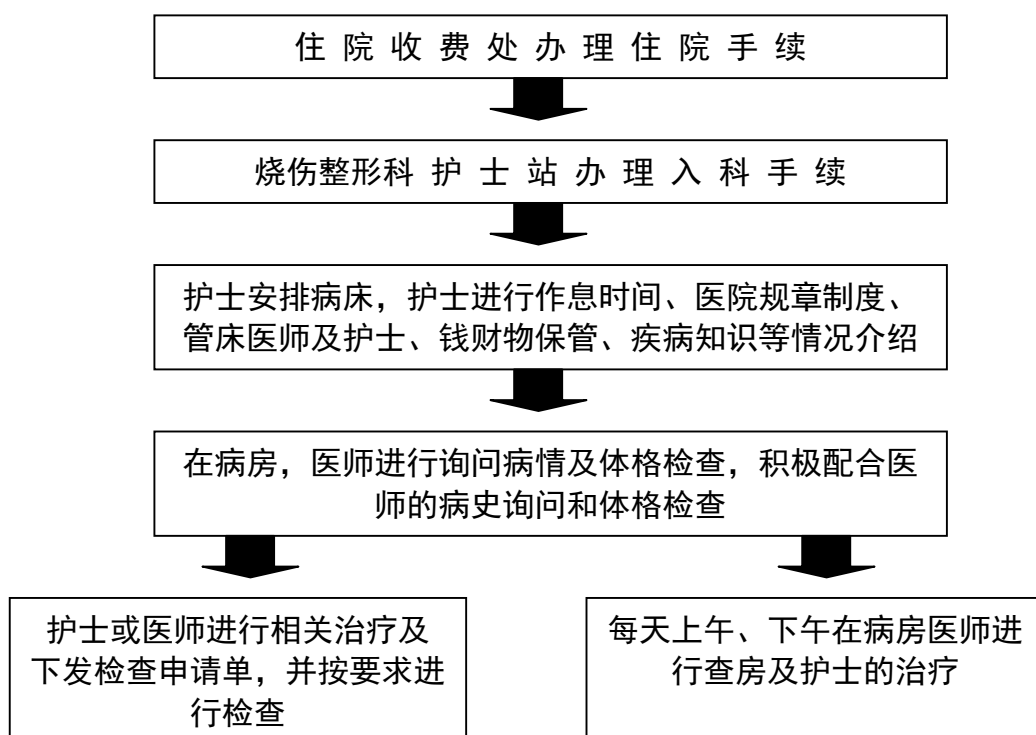 住院收费处办理住院手续
烧伤整形科护士站办理入科手续
护士安排病床，护士进行作息时间、医院规章制度、
管床医师及护士、钱财物保管、疾病知识等情况介绍
在病房，医师进行询问病情及体格检查，积极配合医
师的病史询问和体格检查
护士或医师进行相关治疗及
下发检查申请单，并按要求进
行检查
每天上午、下午在病房医师进
行查房及护士的治疗